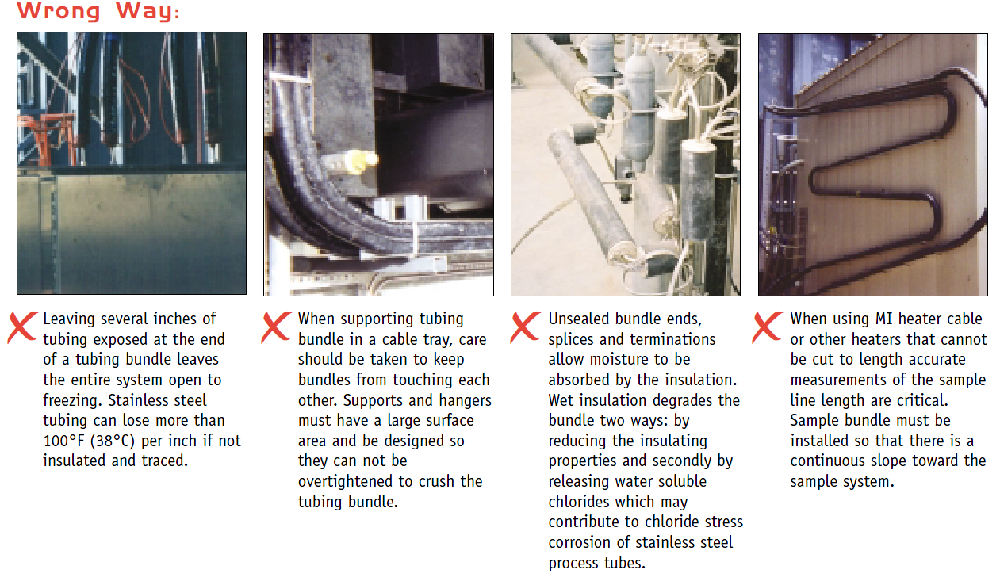 Wrong Way:
Leaving several inches of
tubing exposed at the end
of a tubing bundle leaves
the entire system open to
freezing. Stainless steel
tubing can lose more than
100°F (38°C) per inch if not
insulated and traced.
When supporting tubing
bundle in a cable tray, care
should be taken to keep
bundles from touching each
other. Supports and hangers
must have a large surface
area and be designed so
they can not be
overtightened to crush the
tubing bundle.
Unsealed bundle ends,
splices and terminations
allow moisture to be
absorbed by the insulation.
Wet insulation degrades the
bundle two ways: by
reducing the insulating
properties and secondly by
releasing water soluble
chlorides which may
contribute to chloride stress
corrosion of stainless steel
process tubes.
When using MI heater cable
or other heaters that cannot
be cut to length accurate
measurements of the sample
line length are critical.
Sample bundle must be
installed so that there is a
continuous slope toward the
sample system.